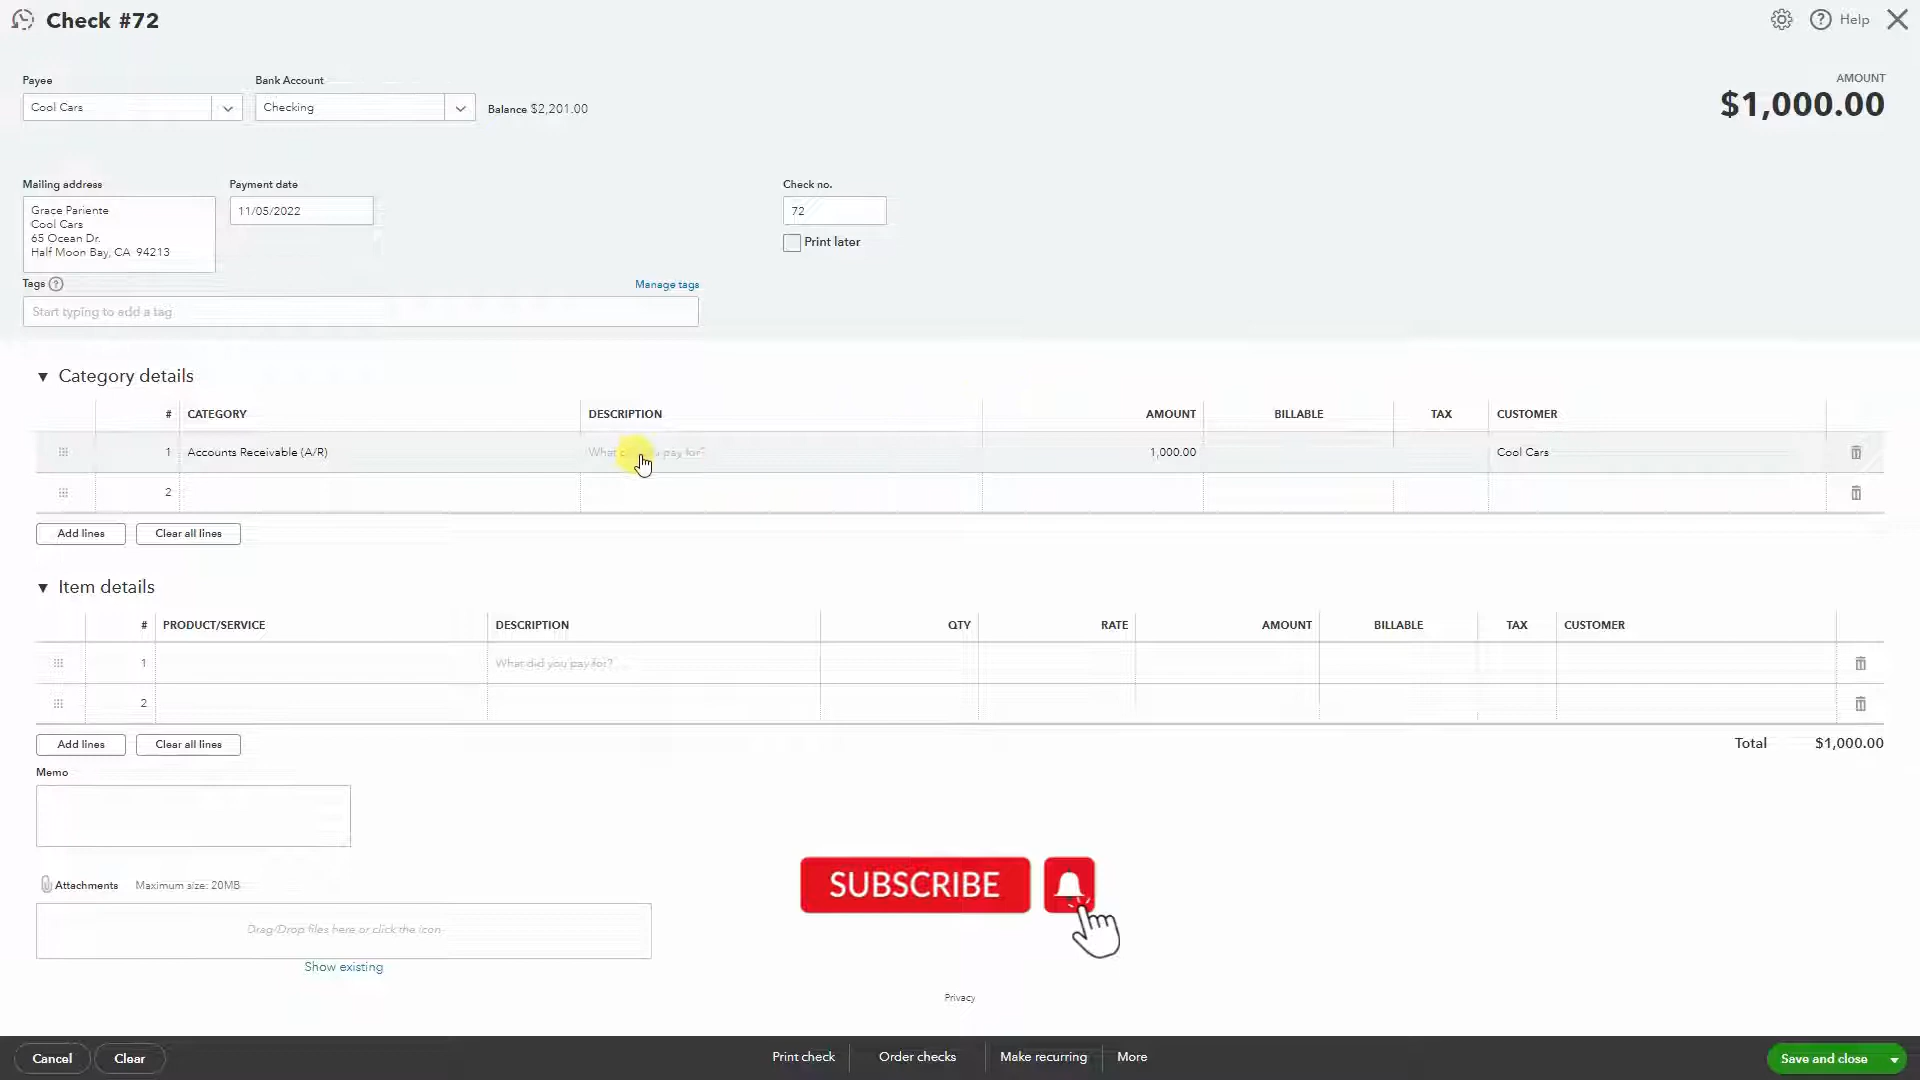 Check #72
Help
Payee
Bank Account
AMOUNT
Cool Cars
Checking
Balance $2,201.00
$1,000.00
Mailing address
Payment date
Check no.
Grace Pariente
Cool Cars
65 Ocean Dr.
Half Moon Bay, CA 94213
11/05/2022
72
Print later
Tags
Manage tags
Start typing to add a tag
Category details
# CATEGORY DESCRIPTION AMOUNT BILLABLE TAX CUSTOMER
1 Accounts Receivable (A/R) What pay for? 1,000.00 Cool Cars
2
Add lines Clear all lines
Item details
# PRODUCT/SERVICE DESCRIPTION QTY RATE AMOUNT BILLABLE TAX CUSTOMER
1 What did you pay for?
2
Add lines Clear all lines
Total $1,000.00
Memo
SUBSCRIBE
Attachments Maximum size: 20MB
Drag/Drop files here or click the icon
Show existing
Privacy
Cancel Clear Print check Order checks Make recurring More Save and close